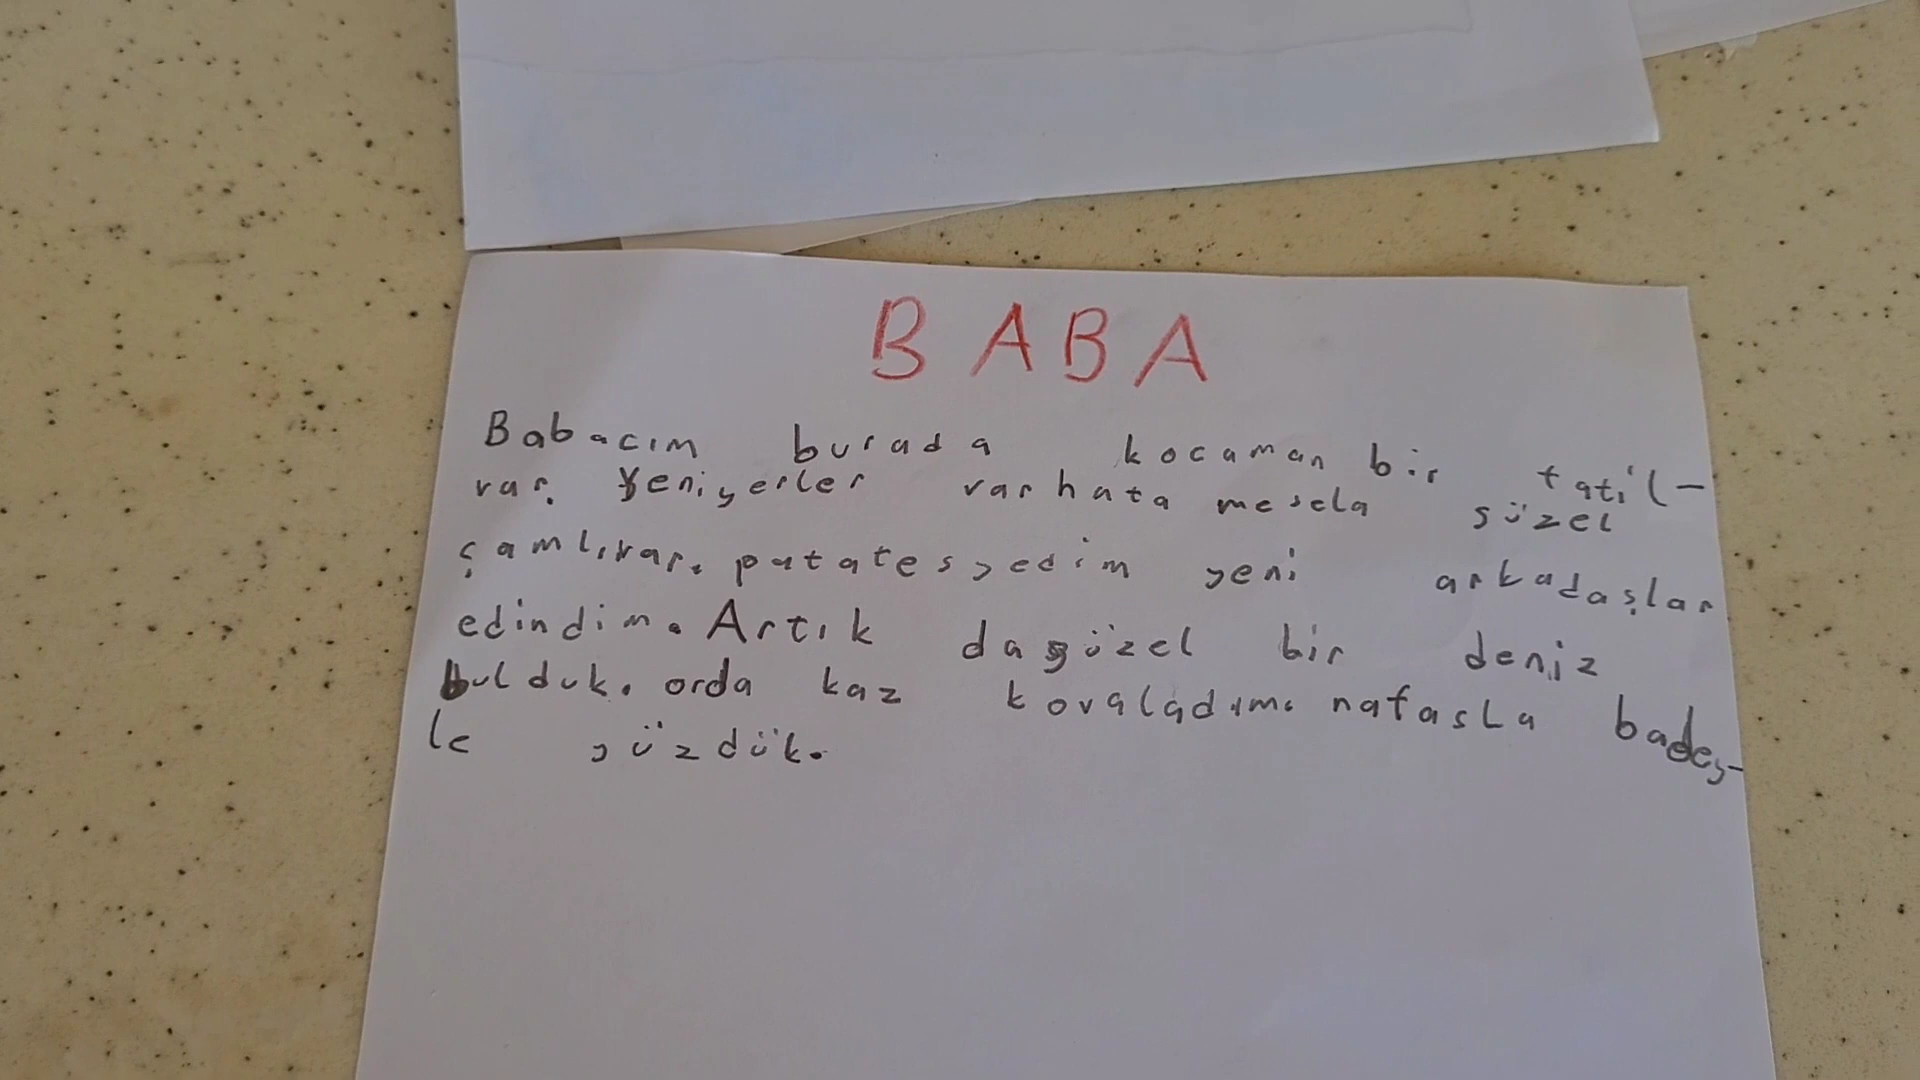 BABA
Babacım burada kocaman bir tatil-
var. Yeniyerler varhata mesela güzel
çamlıvar. patatesyedim yeni arkadaşlar
edindim. Artık dagüzel bir deniz
bulduk. orda kaz kovaladım. nafasla badeş-
le yüzdük.